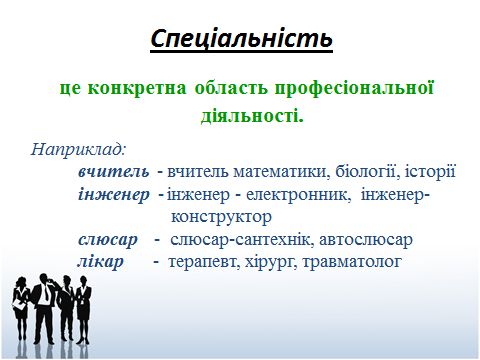 Спеціальність
це конкретна область професіональної
діяльності.
Наприклад:
вчитель - вчитель математики, біології, історії
інженер - інженер - електронник, інженер-
конструктор
слюсар - слюсар-сантехнік, автослюсар
лікар - терапевт, хірург, травматолог